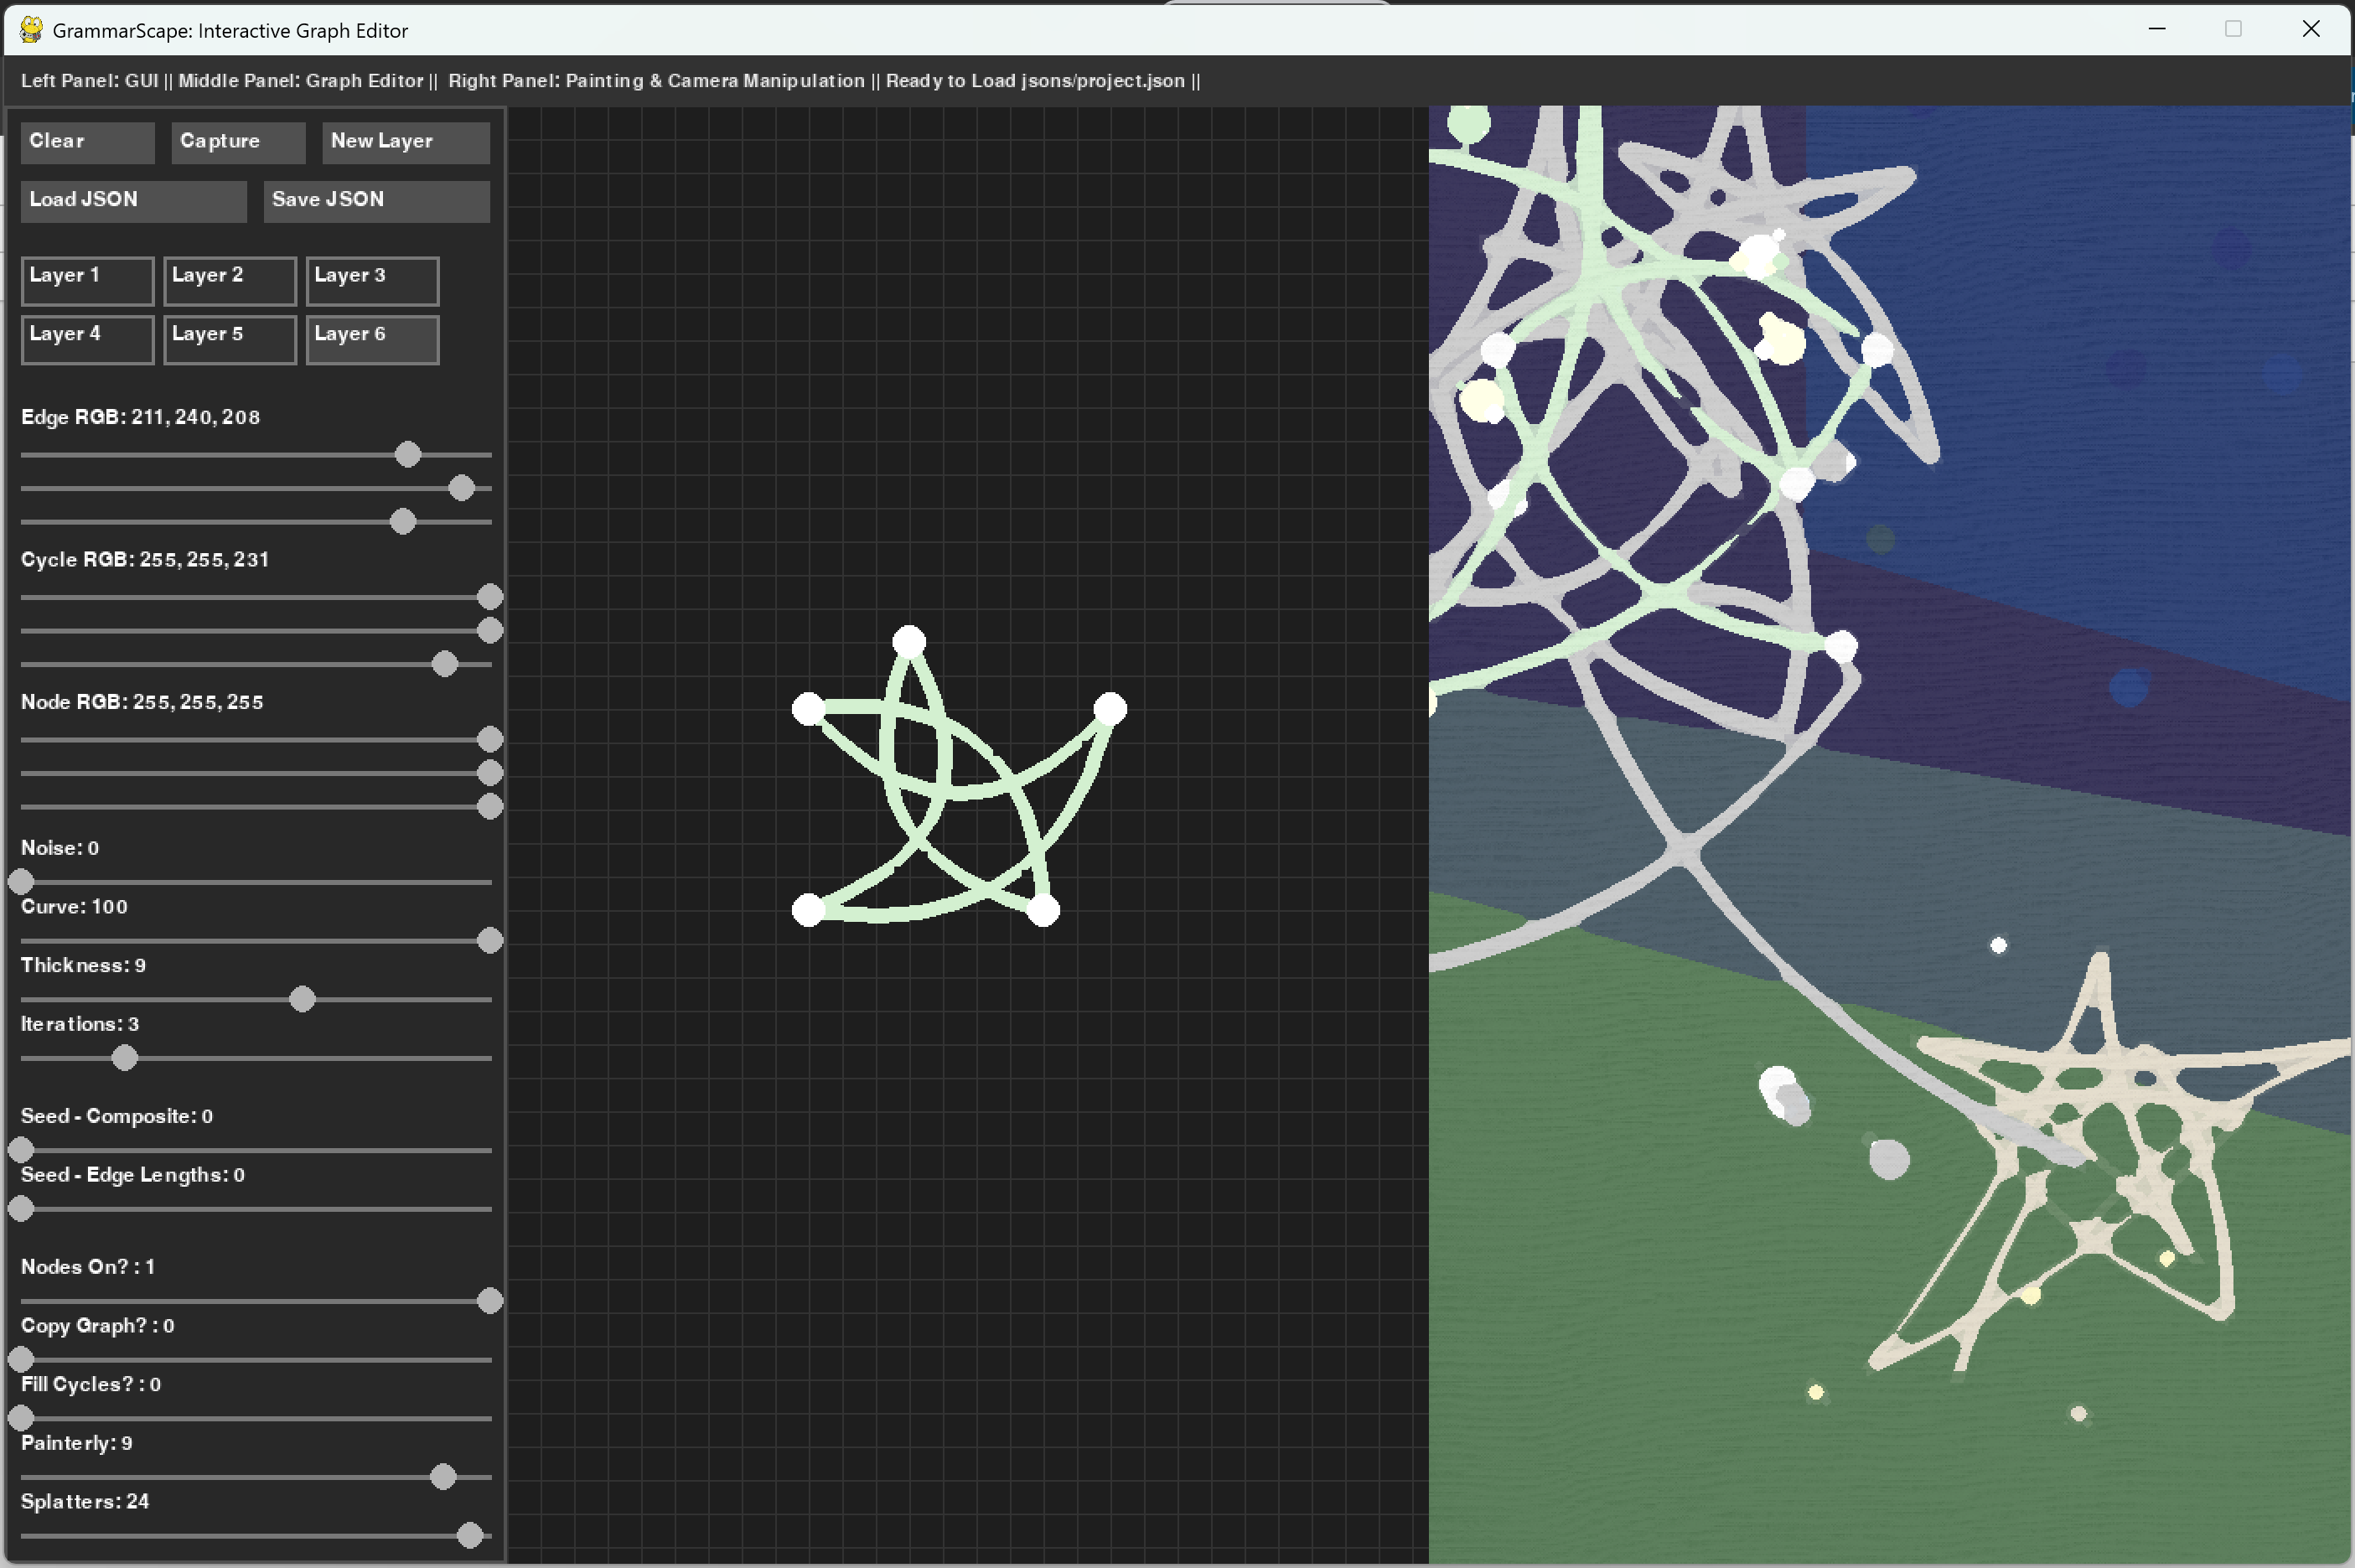 GrammarScape: Interactive Graph Editor
Left Panel: GUI || Middle Panel: Graph Editor || Right Panel: Painting & Camera Manipulation || Ready to Load jsons/project.json ||
Clear Capture New Layer
Load JSON Save JSON
Layer 1 Layer 2 Layer 3
Layer 4 Layer 5 Layer 6
Edge RGB: 211, 240, 208
Cycle RGB: 255, 255, 231
Node RGB: 255, 255, 255
Noise: 0
Curve: 100
Thickness: 9
Iterations: 3
Seed - Composite: 0
Seed - Edge Lengths: 0
Nodes On? : 1
Copy Graph? : 0
Fill Cycles? : 0
Painterly: 9
Splatters: 24